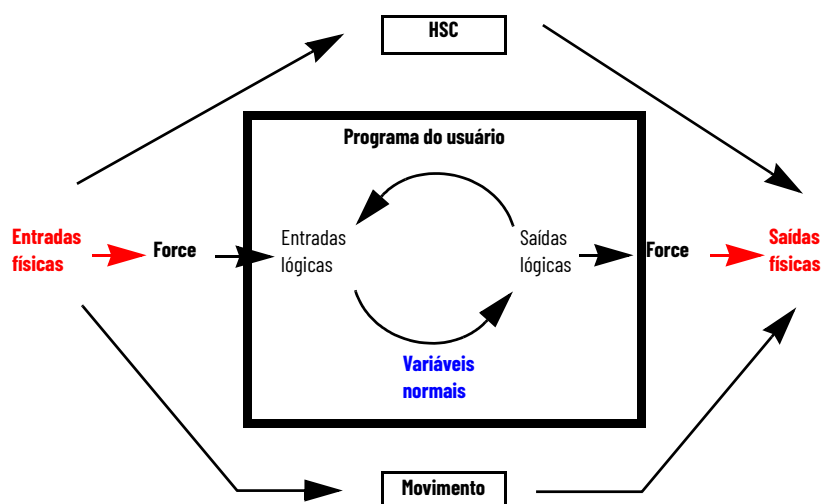 HSC
Programa do usuário
Entradas
físicas
Force
Entradas
lógicas
Saídas
lógicas
Force
Saídas
físicas
Variáveis
normais
Movimento